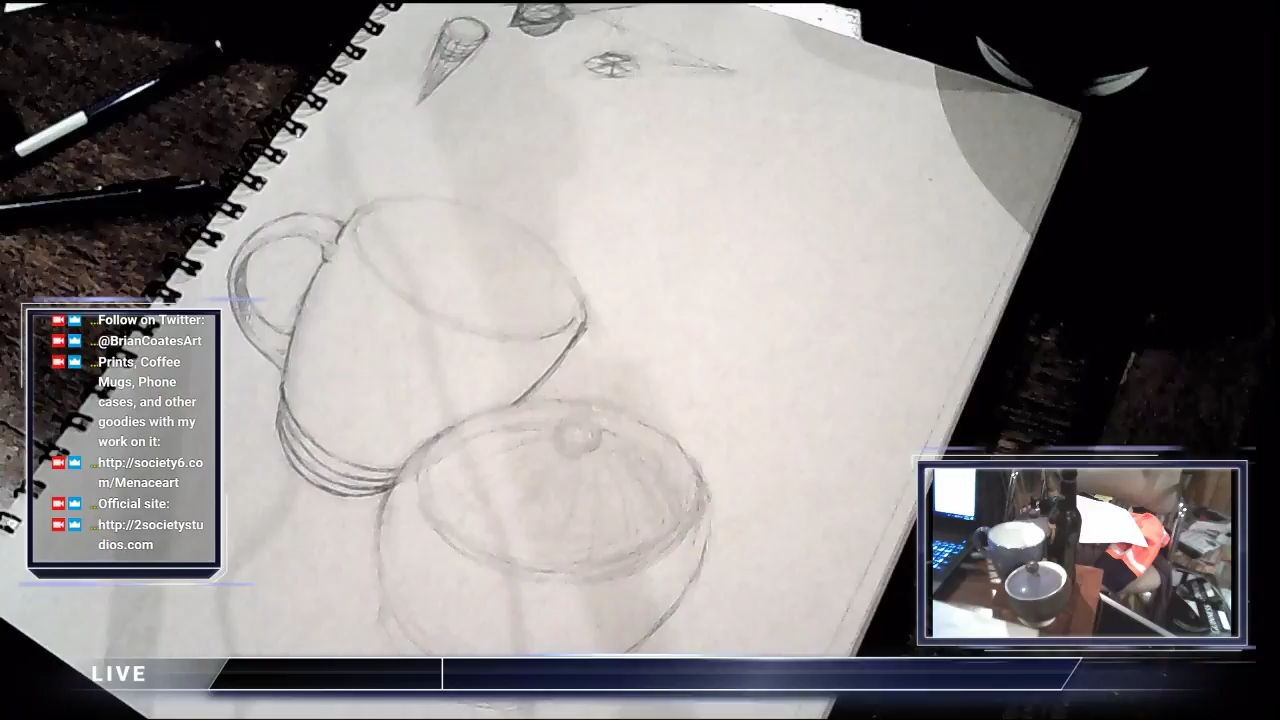 ...Follow on Twitter:
...@BrianCoatesArt
...Prints, Coffee
Mugs, Phone
cases, and other
goodies with my
work on it:
...http://society6.co
m/Menaceart
...Official site:
...http://2societystu
dios.com
GUINNESS
LIVE